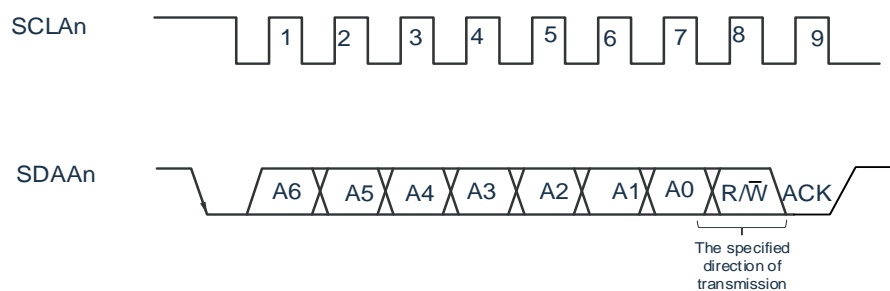 SCLAn
1 2 3 4 5 6 7 8 9
SDAAn
A6 A5 A4 A3 A2 A1 A0 R/W̅ ACK
The specified
direction of
transmission